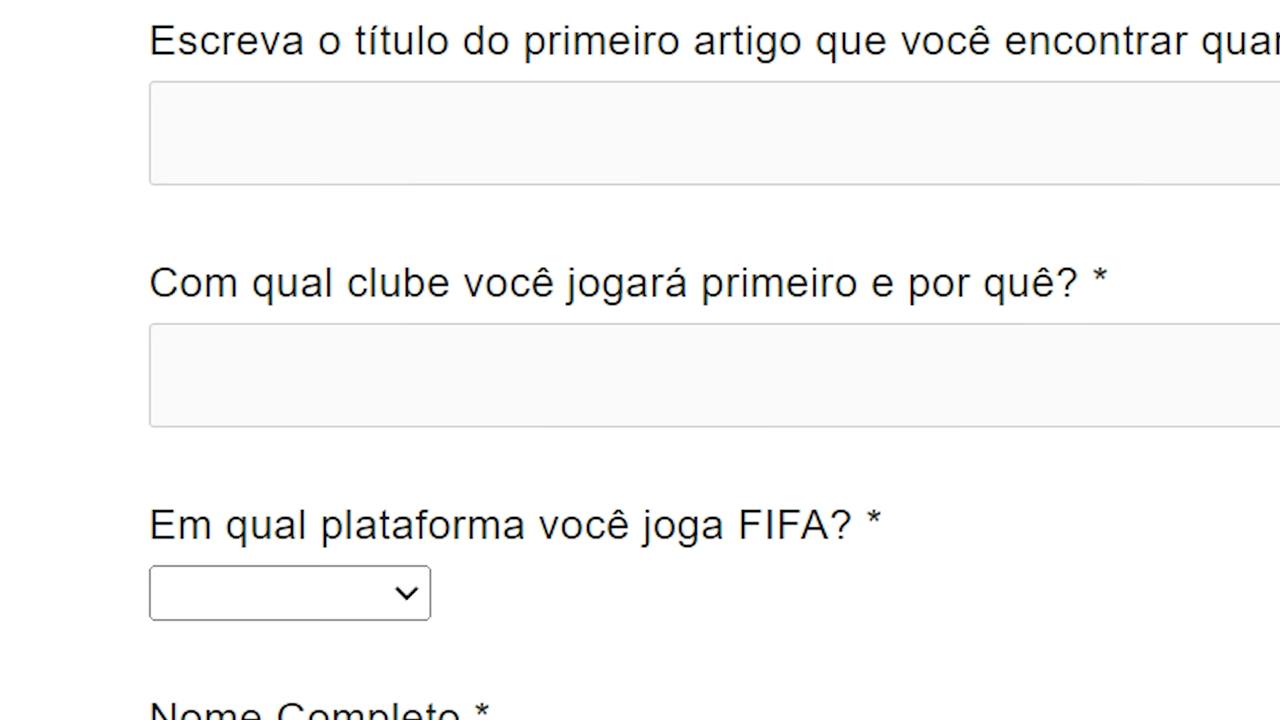 Escreva o título do primeiro artigo que você encontrar
Com qual clube você jogará primeiro e por quê? *
Em qual plataforma você joga FIFA? *
Nome Completo *